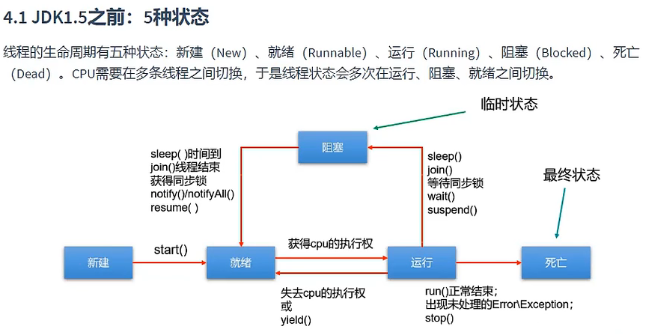 4.1 JDK1.5之前：5种状态
线程的生命周期有五种状态：新建（New）、就绪（Runnable）、运行（Running）、阻塞（Blocked）、死亡
（Dead）。CPU需要在多条线程之间切换，于是线程状态会多次在运行、阻塞、就绪之间切换。
临时状态
阻塞
sleep( )时间到
join()线程结束
获得同步锁
notify()/notifyAll()
resume( )
sleep()
join()
等待同步锁
wait()
suspend()
最终状态
新建
start()
就绪
获得cpu的执行权
运行
死亡
失去cpu的执行权
或
yield()
run()正常结束；
出现未处理的Error\Exception；
stop()